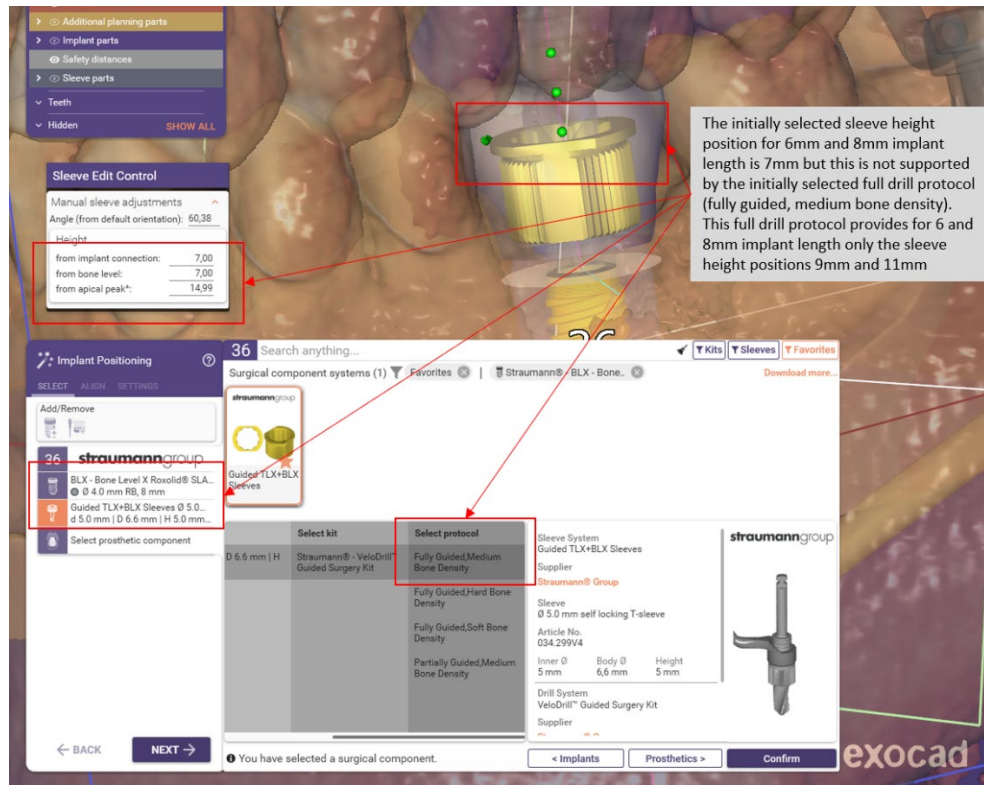 Additional planning parts
Implant parts
Safety distances
Sleeve parts
Teeth
Hidden SHOW ALL
Sleeve Edit Control
Manual sleeve adjustments
Angle (from default orientation): 60,38
Height
from implant connection: 7,00
from bone level: 7,00
from apical peak*: 14,99
The initially selected sleeve height
position for 6mm and 8mm implant
length is 7mm but this is not supported
by the initially selected full drill protocol
(fully guided, medium bone density).
This full drill protocol provides for 6 and
8mm implant length only the sleeve
height positions 9mm and 11mm
36
Implant Positioning
SELECT ALIGN SETTINGS
Add/Remove
36 straumanngroup
BLX - Bone Level X Roxolid® SLA...
Ø 4.0 mm RB, 8 mm
Guided TLX+BLX Sleeves Ø 5.0...
d 5.0 mm | D 6.6 mm | H 5.0 mm...
Select prosthetic component
← BACK
NEXT →
36 Search anything...
Kits Sleeves Favorites
Surgical component systems (1) Favorites | Straumann® - BLX - Bone..
Download more...
straumanngroup
Guided TLX+BLX
Sleeves
D 6.6 mm | H
Select kit
Straumann® - VeloDrill™
Guided Surgery Kit
Select protocol
Fully Guided,Medium
Bone Density
Fully Guided,Hard Bone
Density
Fully Guided,Soft Bone
Density
Partially Guided,Medium
Bone Density
Sleeve System
Guided TLX+BLX Sleeves
Supplier
Straumann® Group
Sleeve
Ø 5.0 mm self locking T-sleeve
Article No.
034.299V4
Inner Ø Body Ø Height
5 mm 6,6 mm 5 mm
Drill System
VeloDrill™ Guided Surgery Kit
Supplier
straumanngroup
You have selected a surgical component.
< Implants Prosthetics > Confirm
exocad